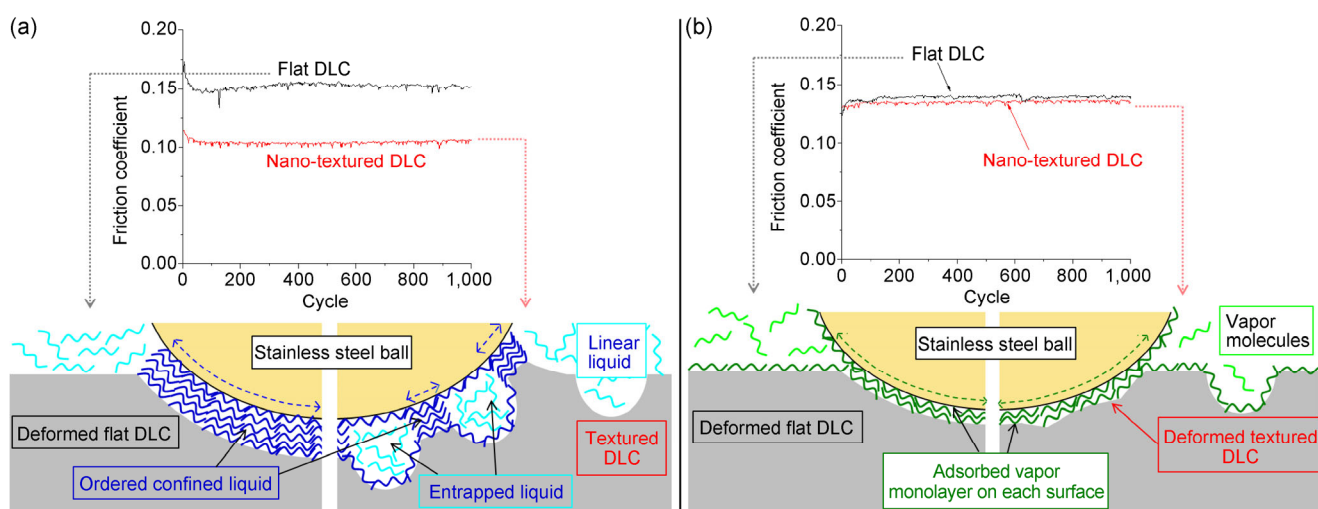 (a)
0.20
0.15
0.10
0.05
0.00
Friction coefficient
Flat DLC
Nano-textured DLC
0 200 400 600 800 1,000
Cycle
Stainless steel ball
Linear
liquid
Deformed flat DLC
Textured
DLC
Ordered confined liquid
Entrapped liquid
(b)
0.20
0.15
0.10
0.05
0.00
Friction coefficient
Flat DLC
Nano-textured DLC
0 200 400 600 800 1,000
Cycle
Stainless steel ball
Vapor
molecules
Deformed flat DLC
Deformed textured
DLC
Adsorbed vapor
monolayer on each surface